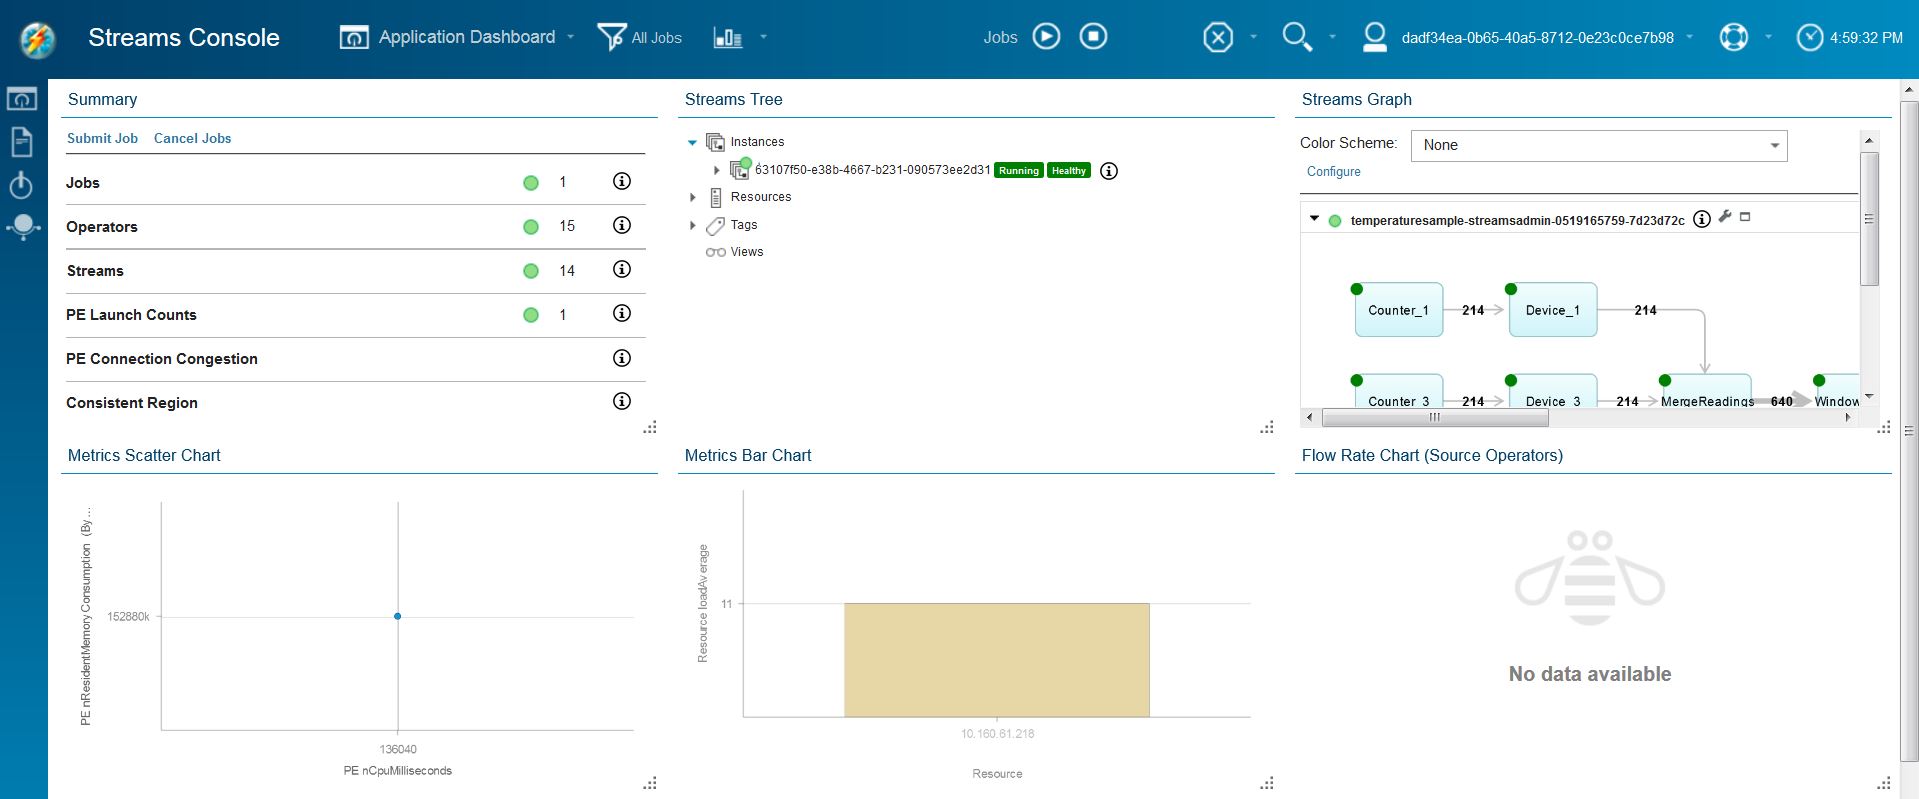 Streams Console
Application Dashboard
All Jobs
Jobs
dadf34ea-0b65-40a5-8712-0e23c0ce7b98
4:59:32 PM
Summary
Submit Job Cancel Jobs
Jobs 1
Operators 15
Streams 14
PE Launch Counts 1
PE Connection Congestion
Consistent Region
Streams Tree
Instances
63107f50-e38b-4667-b231-090573ee2d31 Running Healthy
Resources
Tags
Views
Streams Graph
Color Scheme: None
Configure
temperaturesample-streamsadmin-0519165759-7d23d72c
Counter_1 214 Device_1 214
Counter_3 214 Device_3 214 MergeReadings 640 Window
Metrics Scatter Chart
PE nResidentMemoryConsumption (By...
152880k
136040
PE nCpuMilliseconds
Metrics Bar Chart
Resource loadAverage
11
10.160.61.218
Resource
Flow Rate Chart (Source Operators)
No data available